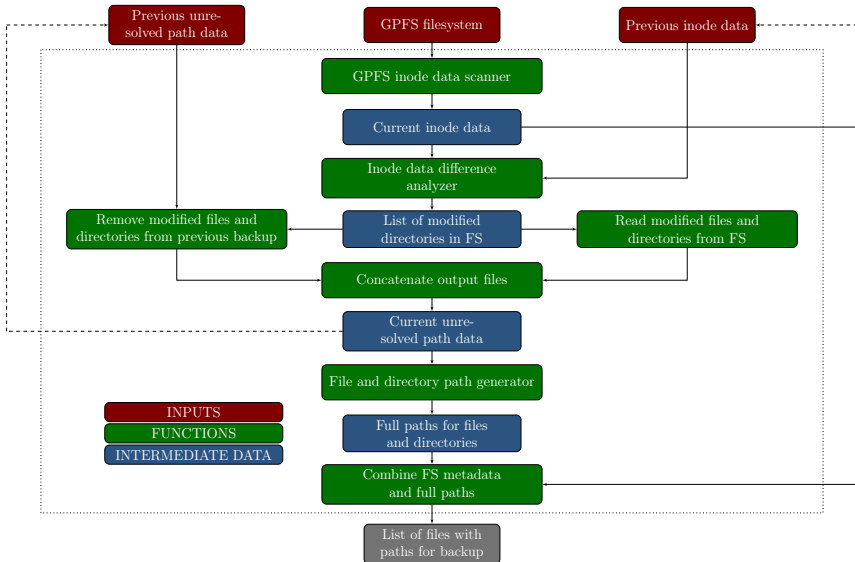 Previous unre-
solved path data
GPFS filesystem
Previous inode data
GPFS inode data scanner
Current inode data
Inode data difference
analyzer
Remove modified files and
directories from previous backup
List of modified
directories in FS
Read modified files and
directories from FS
Concatenate output files
Current unre-
solved path data
File and directory path generator
INPUTS
FUNCTIONS
INTERMEDIATE DATA
Full paths for files
and directories
Combine FS metadata
and full paths
List of files with
paths for backup